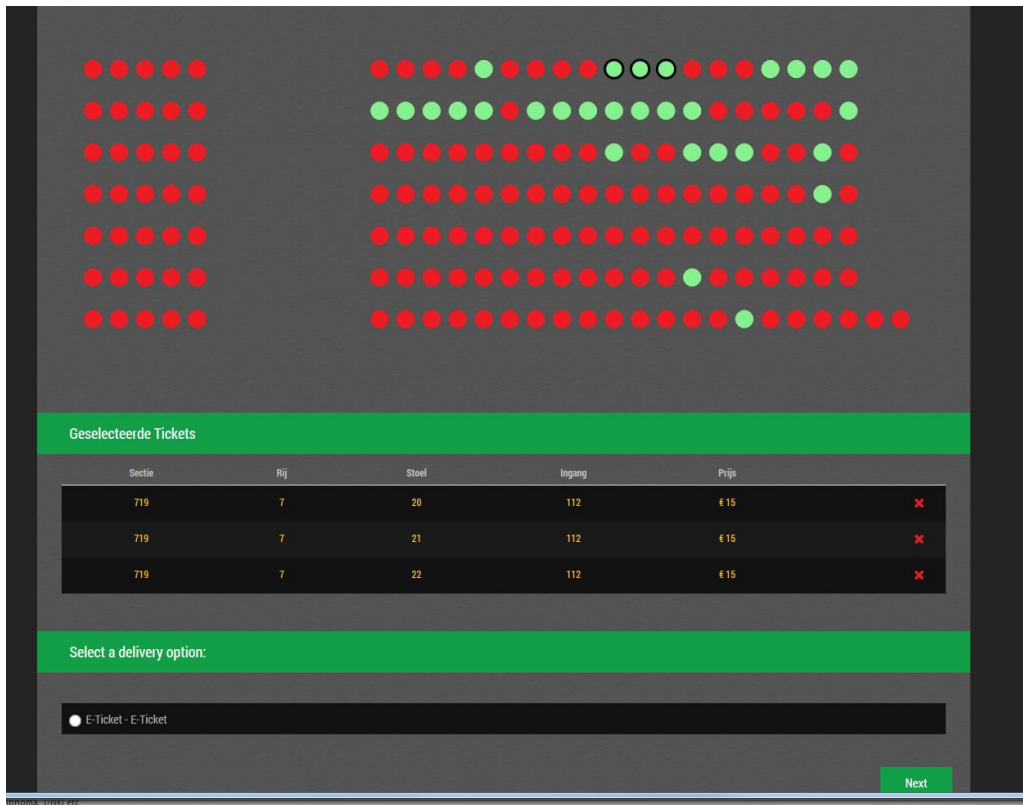 Geselecteerde Tickets
Sectie Rij Stoel Ingang Prijs
719 7 20 112 € 15
719 7 21 112 € 15
719 7 22 112 € 15
Select a delivery option:
E-Ticket - E-Ticket
Next